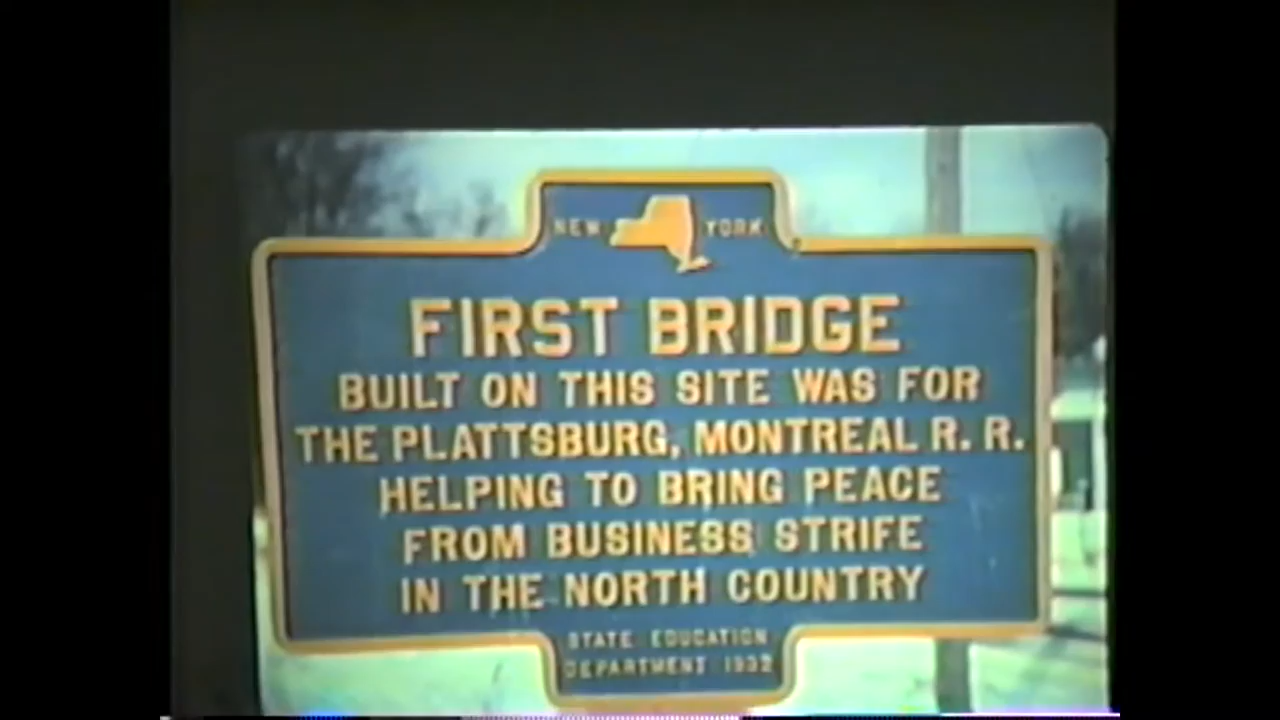 NEW YORK
FIRST BRIDGE
BUILT ON THIS SITE WAS FOR
THE PLATTSBURG, MONTREAL R. R.
HELPING TO BRING PEACE
FROM BUSINESS STRIFE
IN THE NORTH COUNTRY
STATE EDUCATION
DEPARTMENT 1932